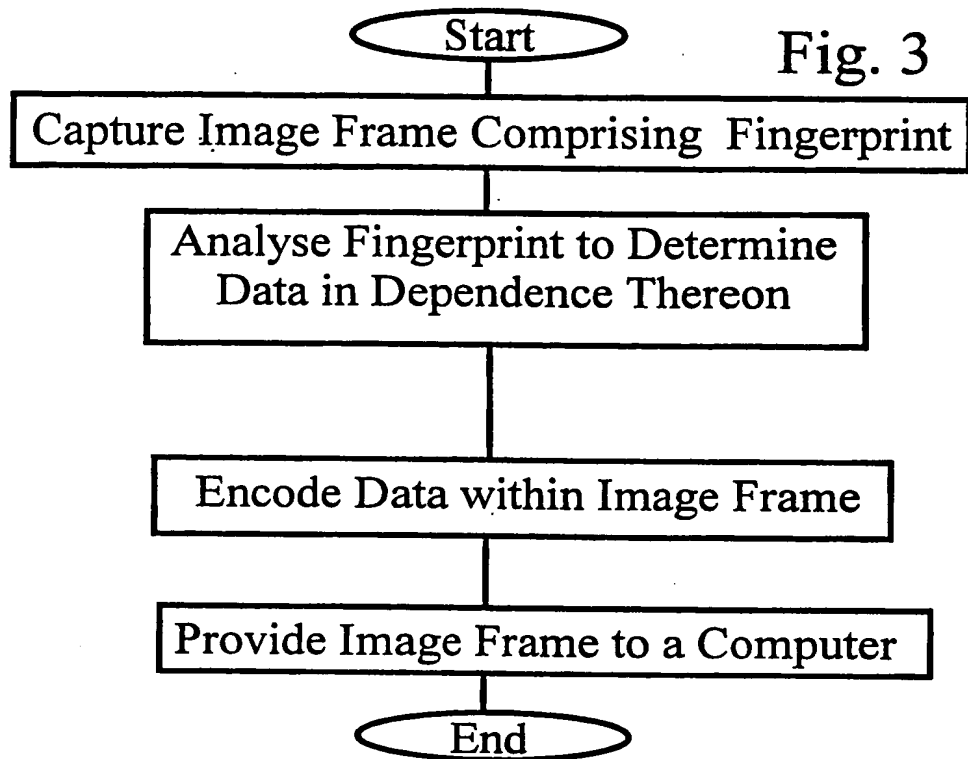 Start
Fig. 3
Capture Image Frame Comprising Fingerprint
Analyse Fingerprint to Determine
Data in Dependence Thereon
Encode Data within Image Frame
Provide Image Frame to a Computer
End